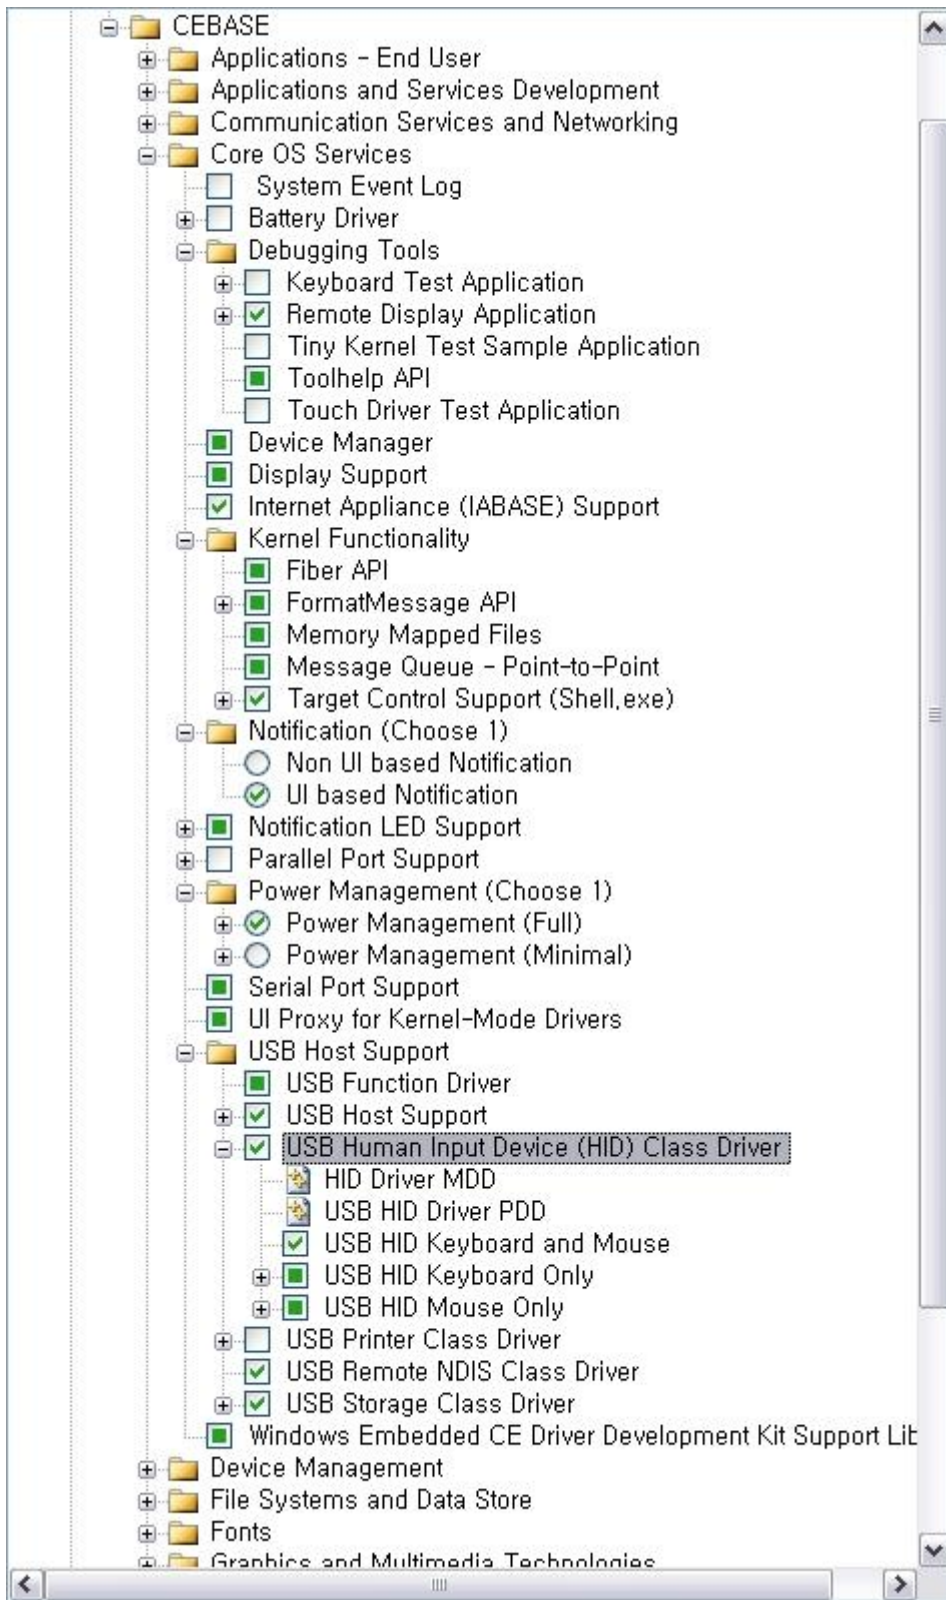 CEBASE
Applications - End User
Applications and Services Development
Communication Services and Networking
Core OS Services
System Event Log
Battery Driver
Debugging Tools
Keyboard Test Application
Remote Display Application
Tiny Kernel Test Sample Application
Toolhelp API
Touch Driver Test Application
Device Manager
Display Support
Internet Appliance (IABASE) Support
Kernel Functionality
Fiber API
FormatMessage API
Memory Mapped Files
Message Queue - Point-to-Point
Target Control Support (Shell.exe)
Notification (Choose 1)
Non UI based Notification
UI based Notification
Notification LED Support
Parallel Port Support
Power Management (Choose 1)
Power Management (Full)
Power Management (Minimal)
Serial Port Support
UI Proxy for Kernel-Mode Drivers
USB Host Support
USB Function Driver
USB Host Support
USB Human Input Device (HID) Class Driver
HID Driver MDD
USB HID Driver PDD
USB HID Keyboard and Mouse
USB HID Keyboard Only
USB HID Mouse Only
USB Printer Class Driver
USB Remote NDIS Class Driver
USB Storage Class Driver
Windows Embedded CE Driver Development Kit Support Lib
Device Management
File Systems and Data Store
Fonts
Graphics and Multimedia Technologies